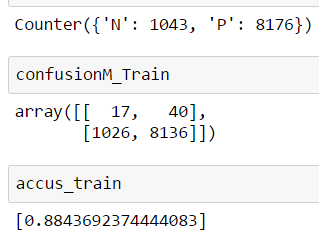 Counter({'N': 1043, 'P': 8176})
confusionM_Train
array([[  17,   40],
       [1026, 8136]])
accus_train
[0.8843692374444083]